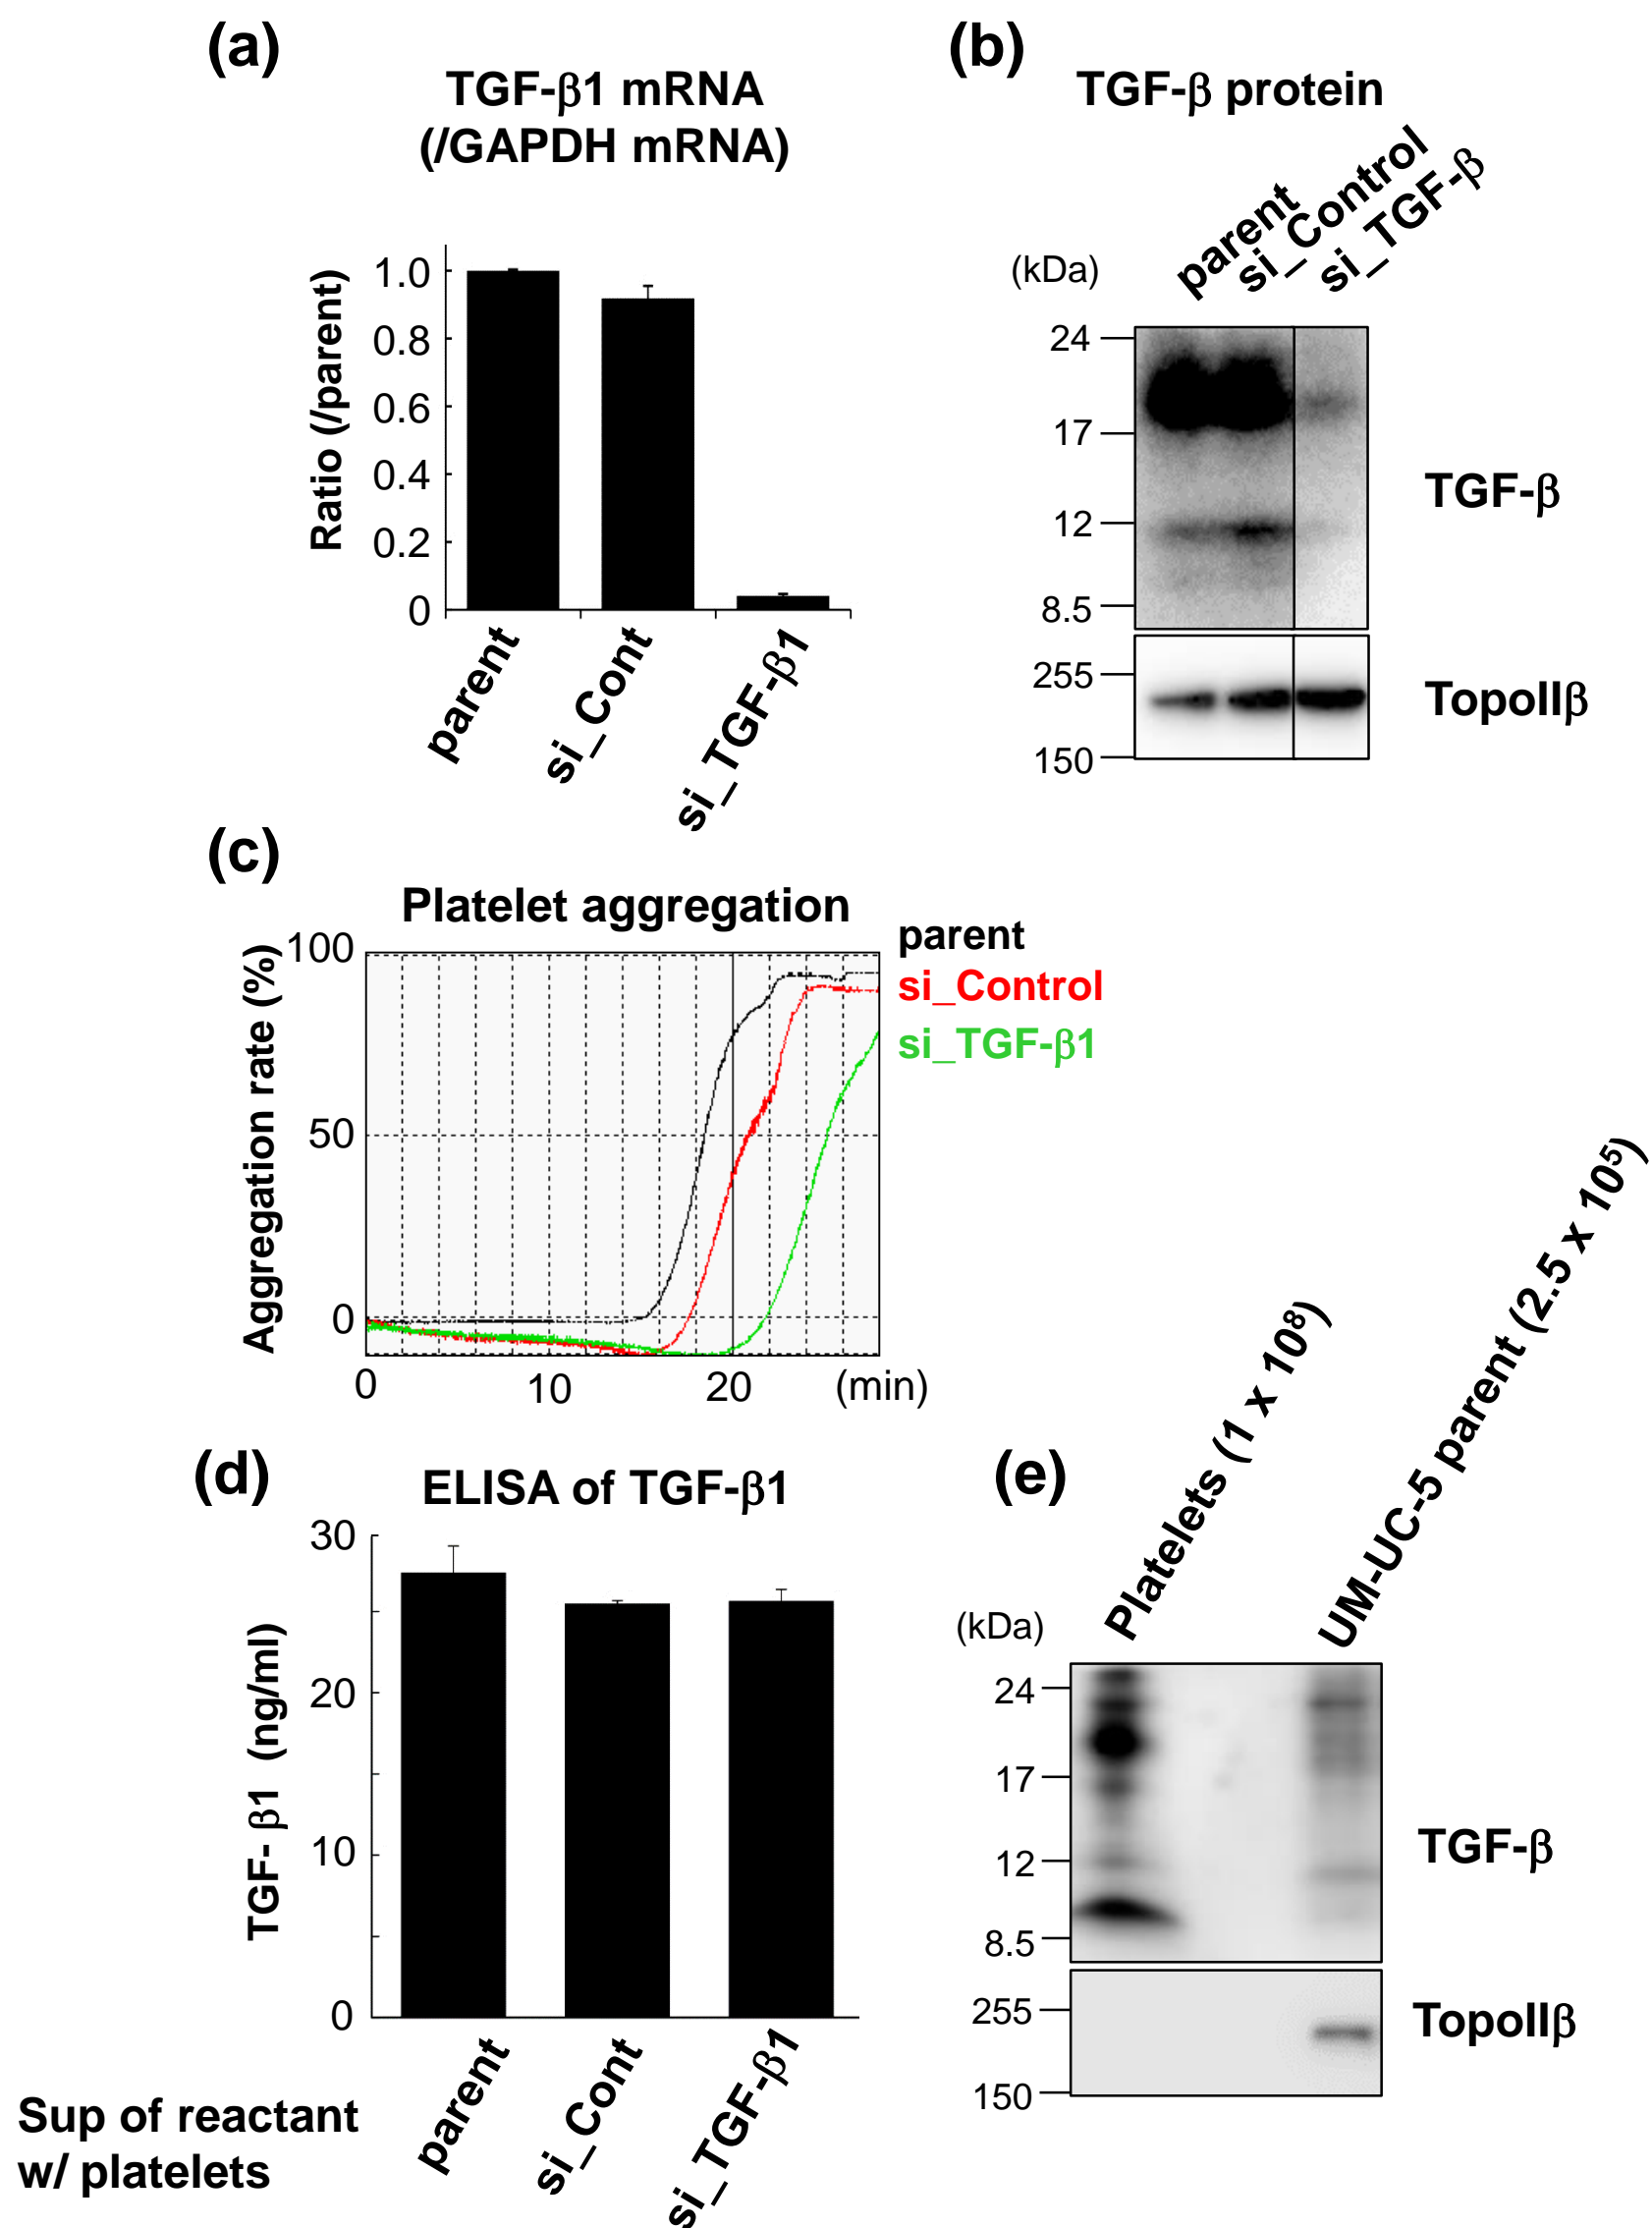 (a)
TGF-β1 mRNA
(/GAPDH mRNA)
Ratio (/parent)
1.0
0.8
0.6
0.4
0.2
0
parent
si_Cont
si_TGF-β1
(b)
TGF-β protein
parent
si_Control
si_TGF-β
(kDa)
24
17
12
8.5
TGF-β
255
150
TopoIIβ
(c)
Platelet aggregation
Aggregation rate (%)
100
50
0
0
10
20
(min)
parent
si_Control
si_TGF-β1
(d)
ELISA of TGF-β1
TGF- β1 (ng/ml)
30
20
10
0
parent
si_Cont
si_TGF-β1
Sup of reactant
w/ platelets
(e)
Platelets (1 x 10⁸)
UM-UC-5 parent (2.5 x 10⁵)
(kDa)
24
17
12
8.5
TGF-β
255
150
TopoIIβ